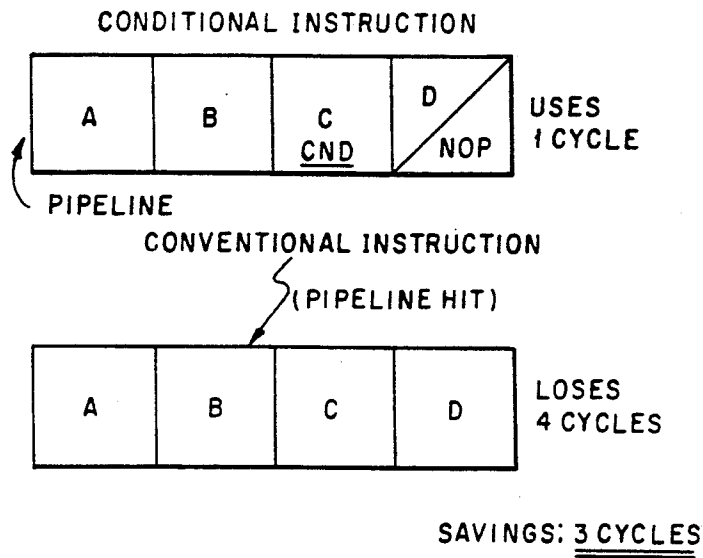 CONDITIONAL INSTRUCTION
A
B
C
CND
D
NOP
USES
1 CYCLE
PIPELINE
CONVENTIONAL INSTRUCTION
(PIPELINE HIT)
A
B
C
D
LOSES
4 CYCLES
SAVINGS: 3 CYCLES